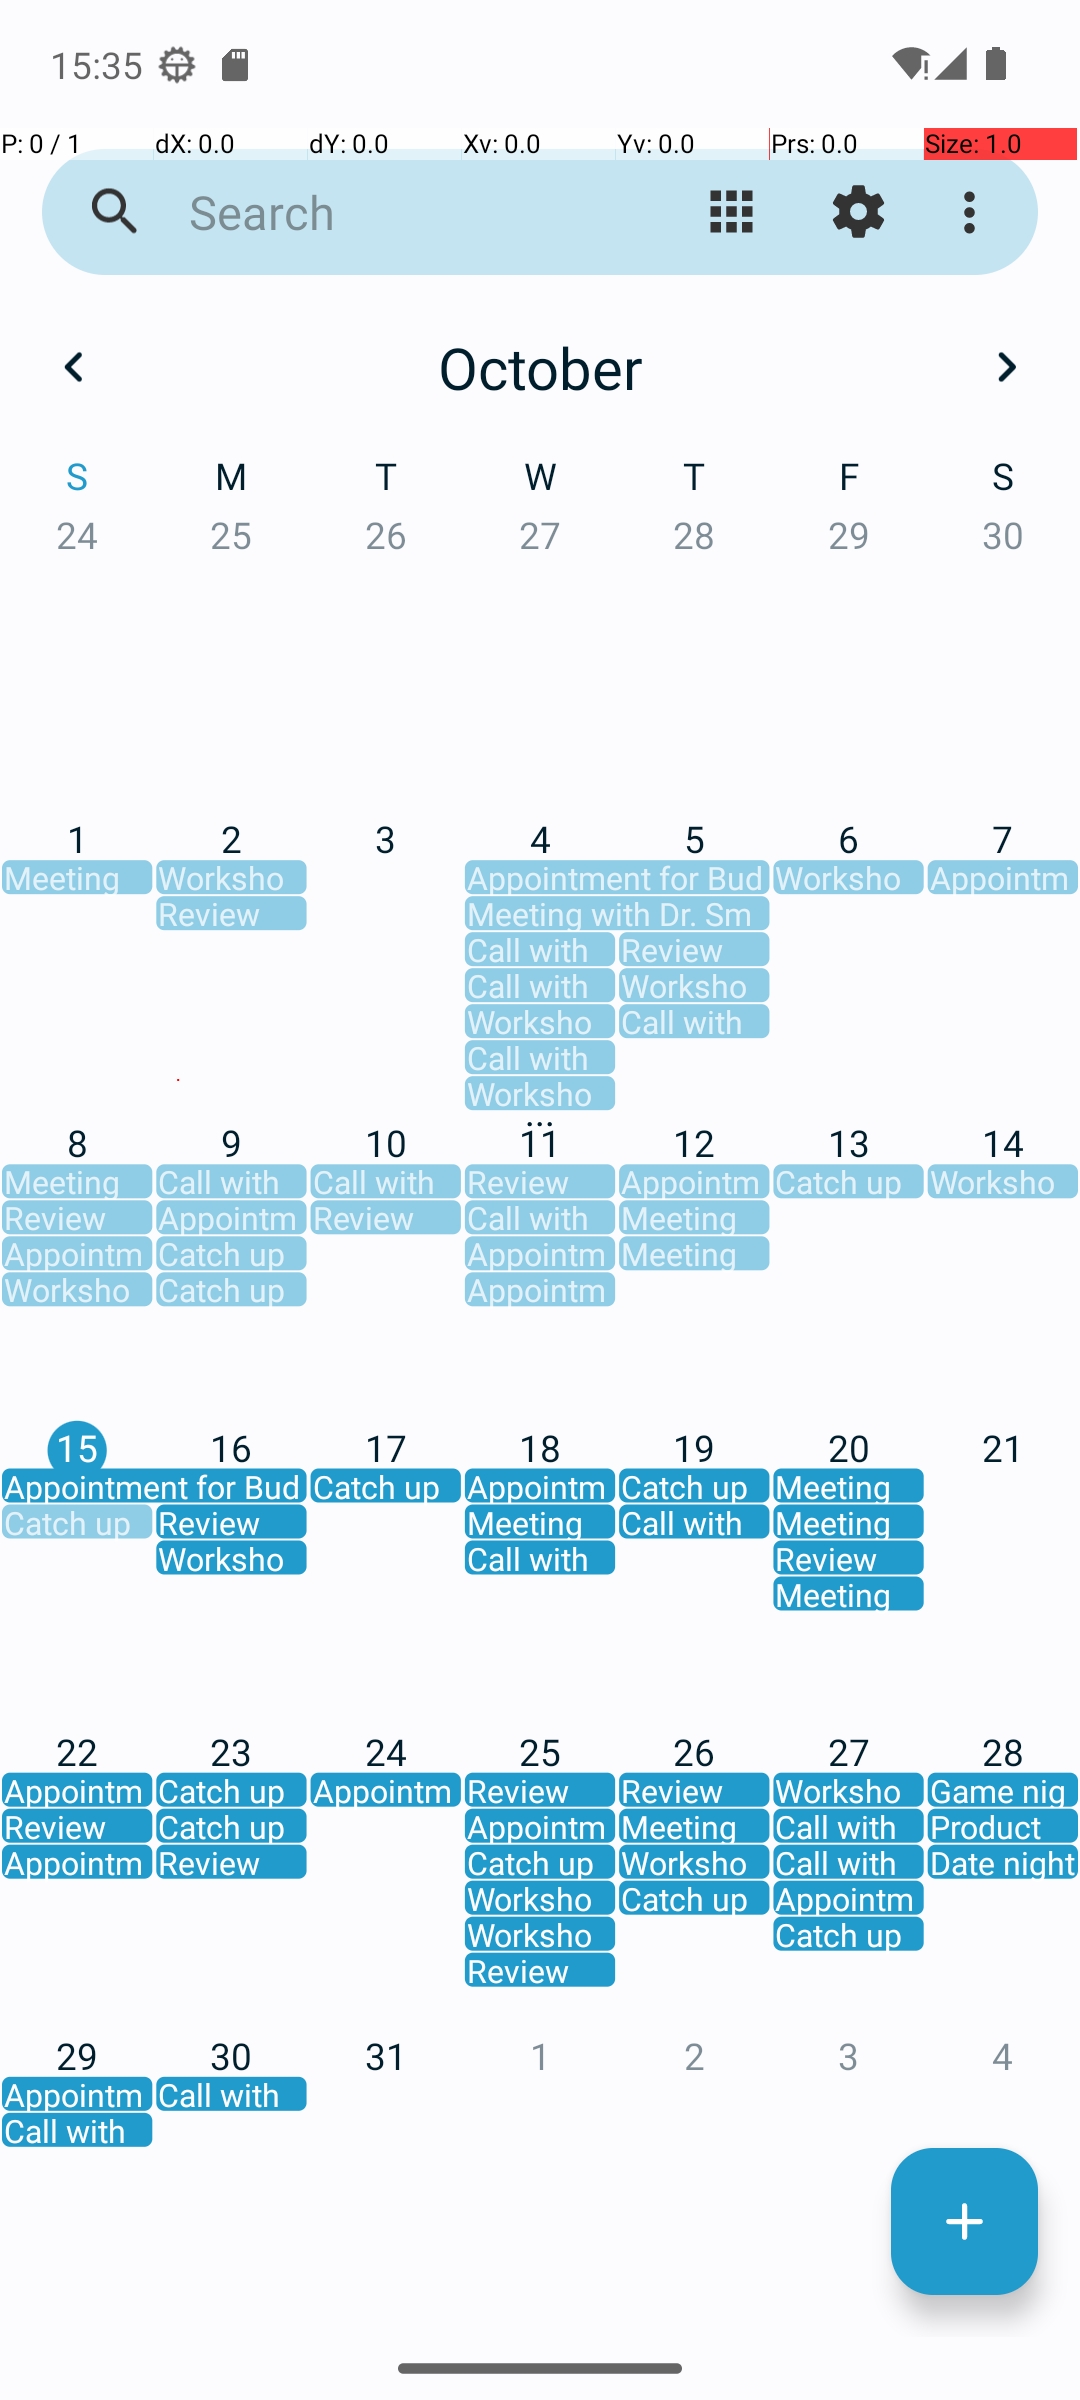 15:35
P: 0 / 1 dX: 0.0 dY: 0.0 Xv: 0.0 Yv: 0.0 Prs: 0.0 Size: 1.0
Search
October
S M T W T F S
24 25 26 27 28 29 30
1 2 3 4 5 6 7
Meeting Worksho Appointment for Bud Worksho Appointm
Review Meeting with Dr. Sm
Call with Review
Call with Worksho
Worksho Call with
Call with
Worksho
...
8 9 10 11 12 13 14
Meeting Call with Call with Review Appointm Catch up Worksho
Review Appointm Review Call with Meeting
Appointm Catch up Appointm Meeting
Worksho Catch up Appointm
15 16 17 18 19 20 21
Appointment for Bud Catch up Appointm Catch up Meeting
Catch up Review Meeting Call with Meeting
Worksho Call with Review
Meeting
22 23 24 25 26 27 28
Appointm Catch up Appointm Review Review Worksho Game nig
Review Catch up Appointm Meeting Call with Product
Appointm Review Catch up Worksho Call with Date night
Worksho Catch up Appointm
Worksho Catch up
Review
29 30 31 1 2 3 4
Appointm Call with
Call with